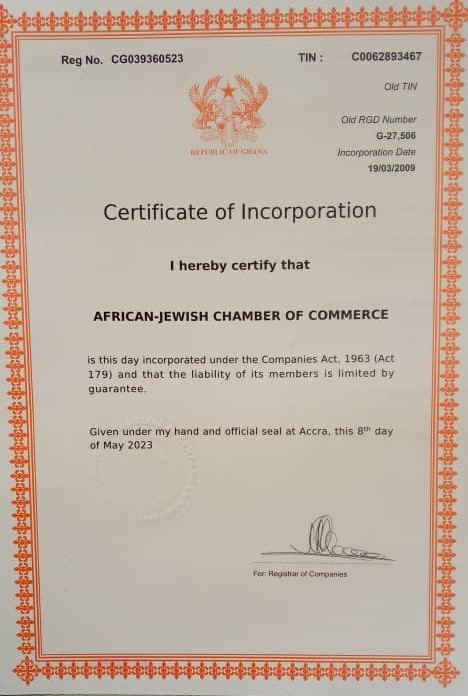 Reg No. CG039360523
TIN : C0062893467
Old TIN
Old RGD Number
G-27,506
Incorporation Date
19/03/2009
REPUBLIC OF GHANA
Certificate of Incorporation
I hereby certify that
AFRICAN-JEWISH CHAMBER OF COMMERCE
is this day incorporated under the Companies Act, 1963 (Act
179) and that the liability of its members is limited by
guarantee.
Given under my hand and official seal at Accra, this 8th day
of May 2023
For: Registrar of Companies